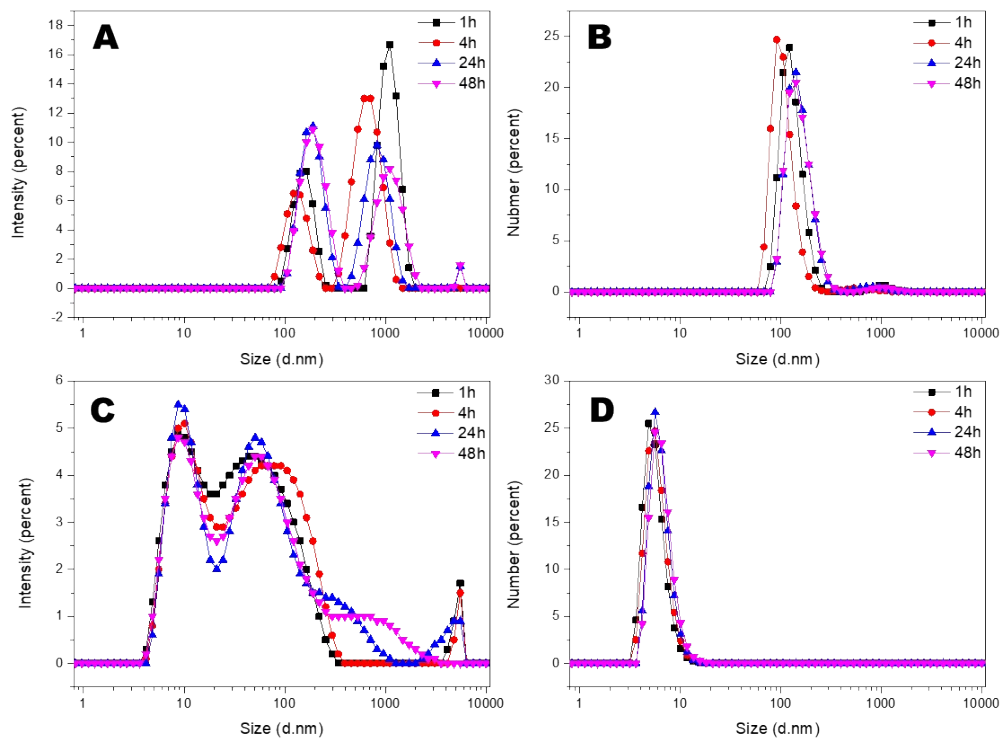 A
1h
4h
24h
48h
18
16
14
12
10
8
6
4
2
0
-2
Intensity (percent)
1
10
100
1000
10000
Size (d.nm)
B
1h
4h
24h
48h
25
20
15
10
5
0
Nubmer (percent)
1
10
100
1000
10000
Size (d.nm)
C
1h
4h
24h
48h
6
5
4
3
2
1
0
Intensity (percent)
1
10
100
1000
10000
Size (d.nm)
D
1h
4h
24h
48h
30
25
20
15
10
5
0
Number (percent)
1
10
100
1000
10000
Size (d.nm)